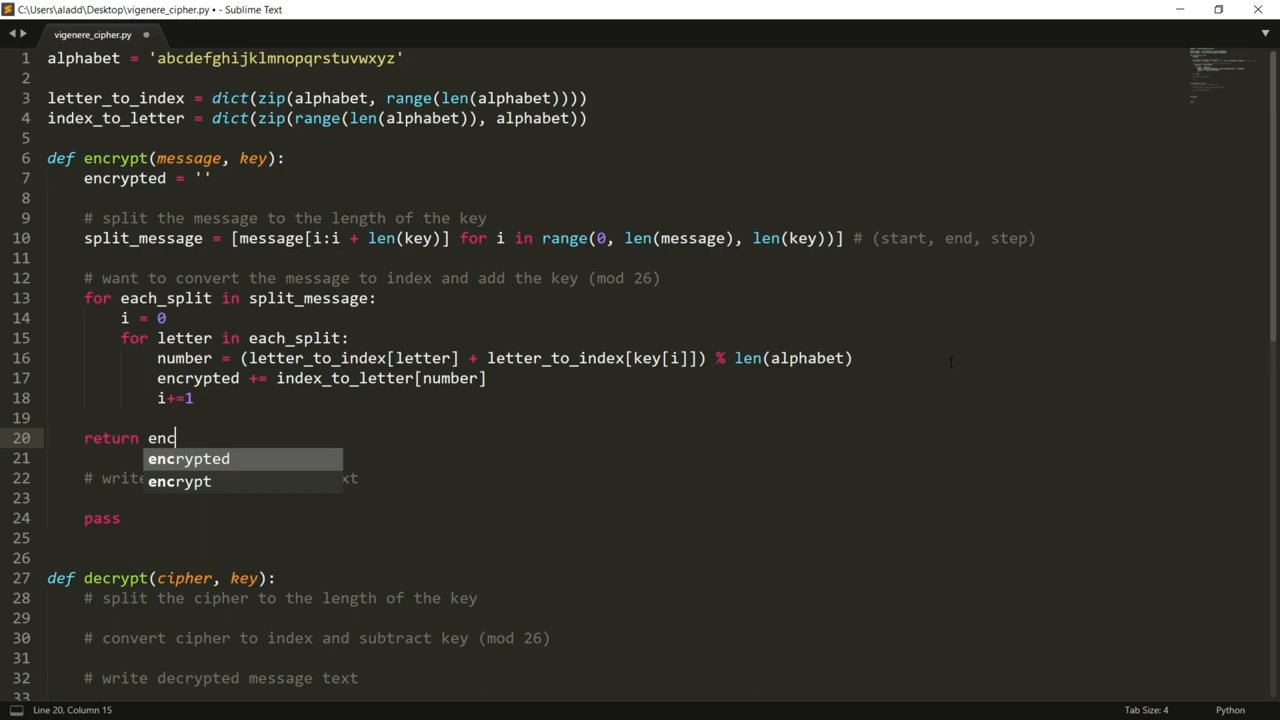 C:\Users\aladd\Desktop\vigenere_cipher.py • - Sublime Text
vigenere_cipher.py
1 alphabet = 'abcdefghijklmnopqrstuvwxyz'
2
3 letter_to_index = dict(zip(alphabet, range(len(alphabet))))
4 index_to_letter = dict(zip(range(len(alphabet)), alphabet))
5
6 def encrypt(message, key):
7 encrypted = ''
8
9 # split the message to the length of the key
10 split_message = [message[i:i + len(key)] for i in range(0, len(message), len(key))] # (start, end, step)
11
12 # want to convert the message to index and add the key (mod 26)
13 for each_split in split_message:
14 i = 0
15 for letter in each_split:
16 number = (letter_to_index[letter] + letter_to_index[key[i]]) % len(alphabet)
17 encrypted += index_to_letter[number]
18 i+=1
19
20 return enc
21 encrypted
22 # write xt
encrypt
23
24 pass
25
26
27 def decrypt(cipher, key):
28 # split the cipher to the length of the key
29
30 # convert cipher to index and subtract key (mod 26)
31
32 # write decrypted message text
33
Line 20, Column 15
Tab Size: 4
Python